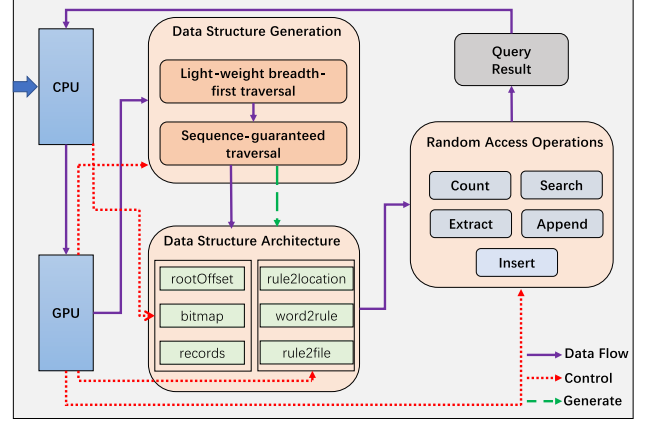 CPU
GPU
Data Structure Generation
Light-weight breadth-
first traversal
Sequence-guaranteed
traversal
Data Structure Architecture
rootOffset
bitmap
records
rule2location
word2rule
rule2file
Query
Result
Random Access Operations
Count
Search
Extract
Append
Insert
Data Flow
Control
Generate